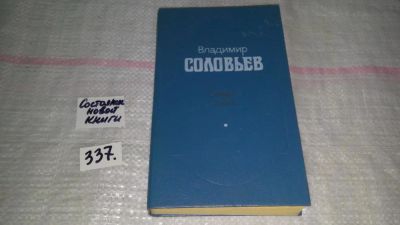 Владимир
СОЛОВЬЕВ
Состояние
новой
книги
337.